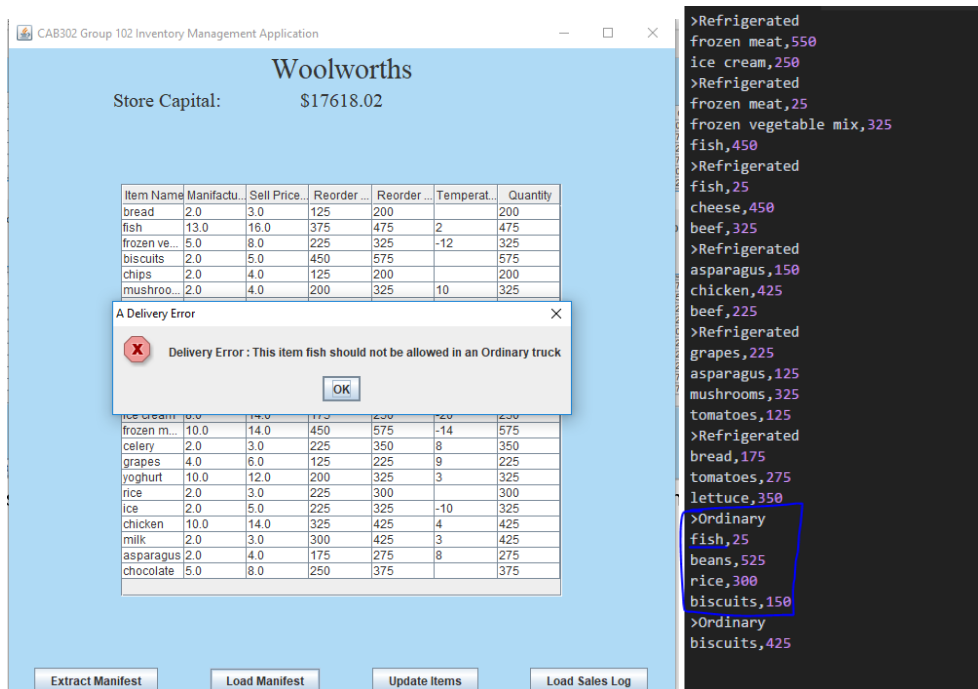 CAB302 Group 102 Inventory Management Application
Woolworths
Store Capital: $17618.02
Item Name Manifactu... Sell Price... Reorder ... Reorder ... Temperat... Quantity
bread 2.0 3.0 125 200 200
fish 13.0 16.0 375 475 2 475
frozen ve... 5.0 8.0 225 325 -12 325
biscuits 2.0 5.0 450 575 575
chips 2.0 4.0 125 200 200
mushroo... 2.0 4.0 200 325 10 325
A Delivery Error
Delivery Error : This item fish should not be allowed in an Ordinary truck
OK
ice cream 8.0 14.0 175 250 -20 250
frozen m... 10.0 14.0 450 575 -14 575
celery 2.0 3.0 225 350 8 350
grapes 4.0 6.0 125 225 9 225
yoghurt 10.0 12.0 200 325 3 325
rice 2.0 3.0 225 300 300
ice 2.0 5.0 225 325 -10 325
chicken 10.0 14.0 325 425 4 425
milk 2.0 3.0 300 425 3 425
asparagus 2.0 4.0 175 275 8 275
chocolate 5.0 8.0 250 375 375
Extract Manifest Load Manifest Update Items Load Sales Log
>Refrigerated
frozen meat,550
ice cream,250
>Refrigerated
frozen meat,25
frozen vegetable mix,325
fish,450
>Refrigerated
fish,25
cheese,450
beef,325
>Refrigerated
asparagus,150
chicken,425
beef,225
>Refrigerated
grapes,225
asparagus,125
mushrooms,325
tomatoes,125
>Refrigerated
bread,175
tomatoes,275
lettuce,350
>Ordinary
fish,25
beans,525
rice,300
biscuits,150
>Ordinary
biscuits,425